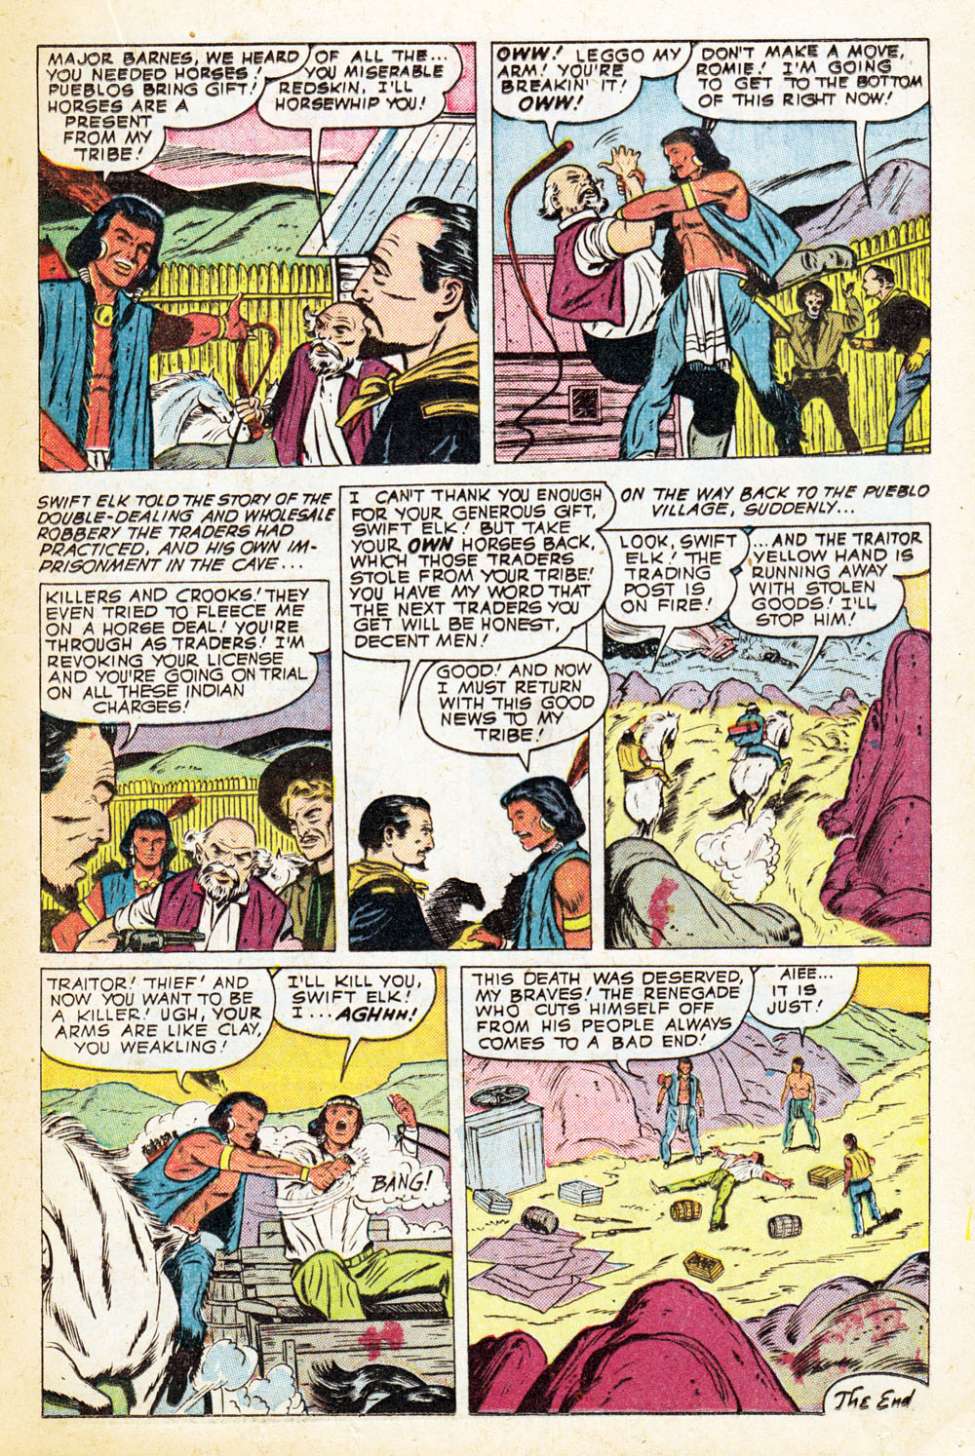 MAJOR BARNES, WE HEARD
YOU NEEDED HORSES!
PUEBLOS BRING GIFT!
HORSES ARE A
PRESENT
FROM MY
TRIBE!
OF ALL THE...
YOU MISERABLE
REDSKIN, I'LL
HORSEWHIP YOU!
OWW! LEGGO MY
ARM! YOU'RE
BREAKIN' IT!
OWW!
DON'T MAKE A MOVE,
ROMIE! I'M GOING
TO GET TO THE BOTTOM
OF THIS RIGHT NOW!
SWIFT ELK TOLD THE STORY OF THE
DOUBLE-DEALING AND WHOLESALE
ROBBERY THE TRADERS HAD
PRACTICED, AND HIS OWN IM-
PRISONMENT IN THE CAVE...
KILLERS AND CROOKS! THEY
EVEN TRIED TO FLEECE ME
ON A HORSE DEAL! YOU'RE
THROUGH AS TRADERS! I'M
REVOKING YOUR LICENSE
AND YOU'RE GOING ON TRIAL
ON ALL THESE INDIAN
CHARGES!
I CAN'T THANK YOU ENOUGH
FOR YOUR GENEROUS GIFT,
SWIFT ELK! BUT TAKE
YOUR OWN HORSES BACK,
WHICH THOSE TRADERS
STOLE FROM YOUR TRIBE!
YOU HAVE MY WORD THAT
THE NEXT TRADERS YOU
GET WILL BE HONEST,
DECENT MEN!
GOOD! AND NOW
I MUST RETURN
WITH THIS GOOD
NEWS TO MY
TRIBE!
ON THE WAY BACK TO THE PUEBLO
VILLAGE, SUDDENLY...
LOOK, SWIFT
ELK! THE
TRADING
POST IS
ON FIRE!
...AND THE TRAITOR
YELLOW HAND IS
RUNNING AWAY
WITH STOLEN
GOODS! I'LL
STOP HIM!
TRAITOR! THIEF! AND
NOW YOU WANT TO BE
A KILLER! UGH, YOUR
ARMS ARE LIKE CLAY,
YOU WEAKLING!
I'LL KILL YOU,
SWIFT ELK!
I....AGHHH!
BANG!
THIS DEATH WAS DESERVED,
MY BRAVES! THE RENEGADE
WHO CUTS HIMSELF OFF
FROM HIS PEOPLE ALWAYS
COMES TO A BAD END!
AIEE...
IT IS
JUST!
THE END